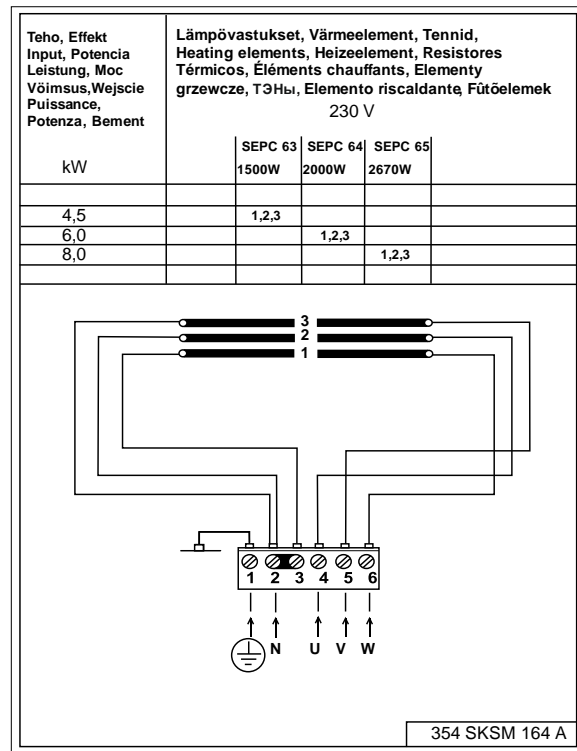 Teho, Effekt
Input, Potencia
Leistung, Moc
Vöimsus,Wejscie
Puissance,
Potenza, Bement
kW
Lämpövastukset, Värmeelement, Tennid,
Heating elements, Heizeelement, Resistores
Térmicos, Éléments chauffants, Elementy
grzewcze, ТЭНы, Elemento riscaldante, Fûtõelemek
230 V
SEPC 63 SEPC 64 SEPC 65
1500W 2000W 2670W
4,5 1,2,3
6,0 1,2,3
8,0 1,2,3
3
2
1
1 2 3 4 5 6
N U V W
354 SKSM 164 A